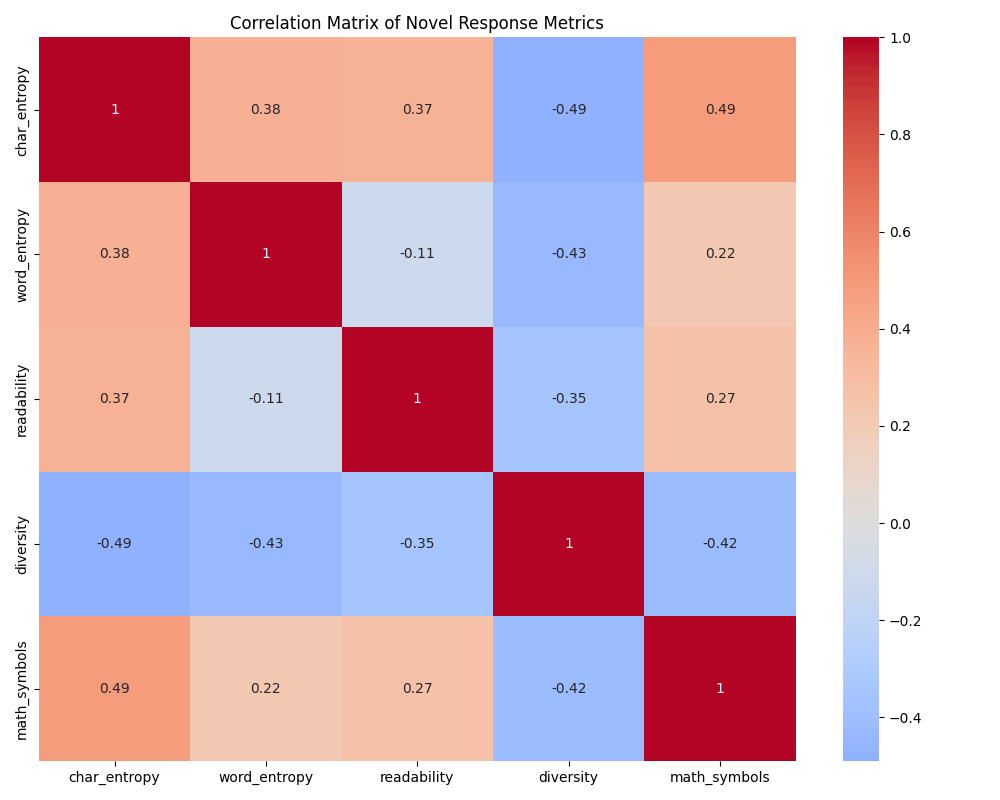 Correlation Matrix of Novel Response Metrics
char_entropy 1 0.38 0.37 -0.49 0.49
word_entropy 0.38 1 -0.11 -0.43 0.22
readability 0.37 -0.11 1 -0.35 0.27
diversity -0.49 -0.43 -0.35 1 -0.42
math_symbols 0.49 0.22 0.27 -0.42 1
char_entropy word_entropy readability diversity math_symbols
1.0
0.8
0.6
0.4
0.2
0.0
−0.2
−0.4